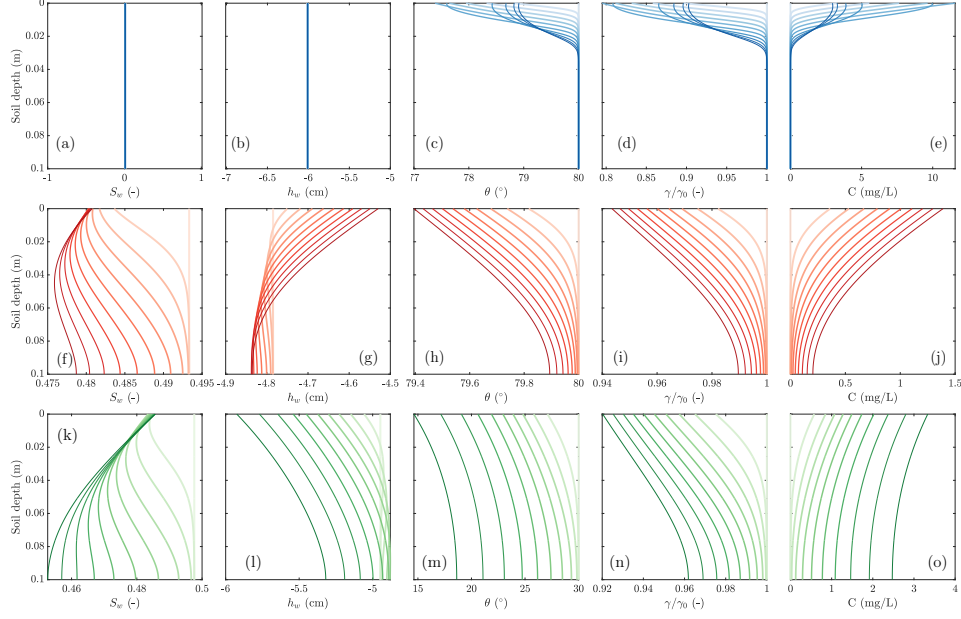 0
0.02
0.04
0.06
0.08
0.1
Soil depth (m)
(a)
-1 0 1
S_w (-)
(b)
-7 -6.5 -6 -5.5 -5
h_w (cm)
(c)
77 78 79 80
θ (°)
(d)
0.8 0.85 0.9 0.95 1
γ/γ_0 (-)
(e)
0 5 10
C (mg/L)
0
0.02
0.04
0.06
0.08
0.1
Soil depth (m)
(f)
0.475 0.48 0.485 0.49 0.495
S_w (-)
(g)
-4.9 -4.8 -4.7 -4.6 -4.5
h_w (cm)
(h)
79.4 79.6 79.8 80
θ (°)
(i)
0.94 0.96 0.98 1
γ/γ_0 (-)
(j)
0 0.5 1 1.5
C (mg/L)
0
0.02
0.04
0.06
0.08
0.1
Soil depth (m)
(k)
0.46 0.48 0.5
S_w (-)
(l)
-5.5 -5
h_w (cm)
(m)
15 20 25 30
θ (°)
(n)
0.92 0.94 0.96 0.98 1
γ/γ_0 (-)
(o)
0 1 2 3 4
C (mg/L)